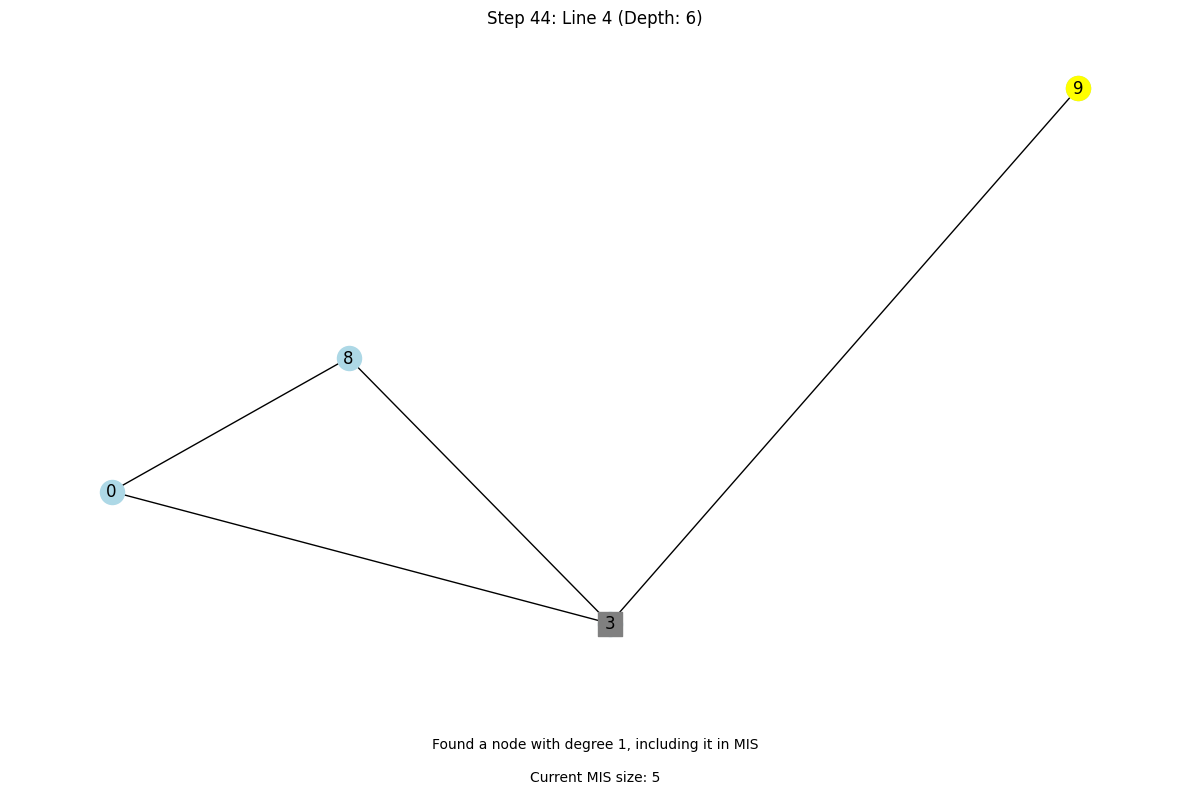 Step 44: Line 4 (Depth: 6)
9
8
0
3
Found a node with degree 1, including it in MIS
Current MIS size: 5